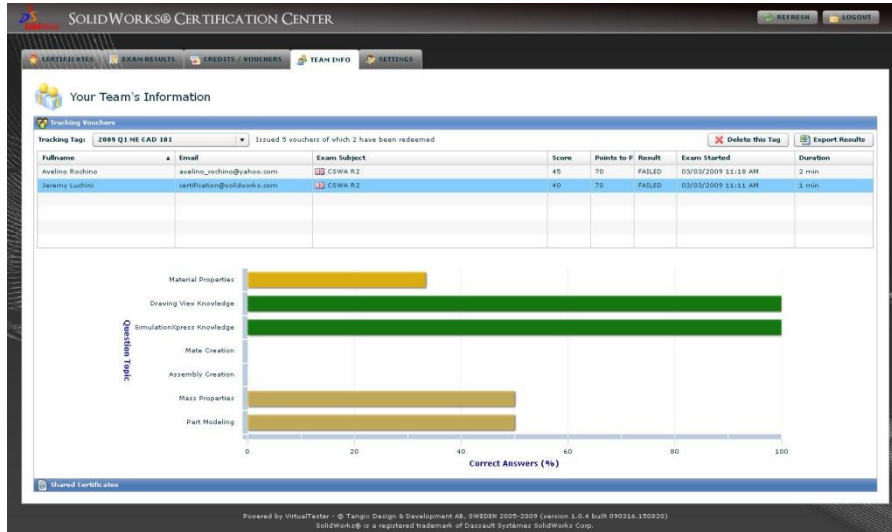 SOLIDWORKS® CERTIFICATION CENTER
REFRESH LOGOUT
CERTIFICATES EXAM RESULTS CREDITS / VOUCHERS TEAM INFO SETTINGS
Your Team's Information
Tracking Vouchers
Tracking Tag: 2009 Q1 ME CAD 101 Issued 5 vouchers of which 2 have been redeemed Delete this Tag Export Results
Fullname Email Exam Subject Score Points to P Result Exam Started Duration
Avelino Rochino avelino_rochino@yahoo.com CSWA R2 45 70 FAILED 03/03/2009 11:18 AM 2 min
Jeremy Luchini certification@solidworks.com CSWA R2 40 70 FAILED 03/03/2009 11:11 AM 1 min
Material Properties
Drawing View Knowledge
SimulationXpress Knowledge
Mate Creation
Assembly Creation
Mass Properties
Part Modeling
Question Topic
0 20 40 60 80 100
Correct Answers (%)
Shared Certificates
Powered by VirtualTester - © Tangix Design & Development AB, SWEDEN 2005-2009 (version 1.0.4 built 090316.150820)
SolidWorks® is a registered trademark of Dassault Systèmes SolidWorks Corp.